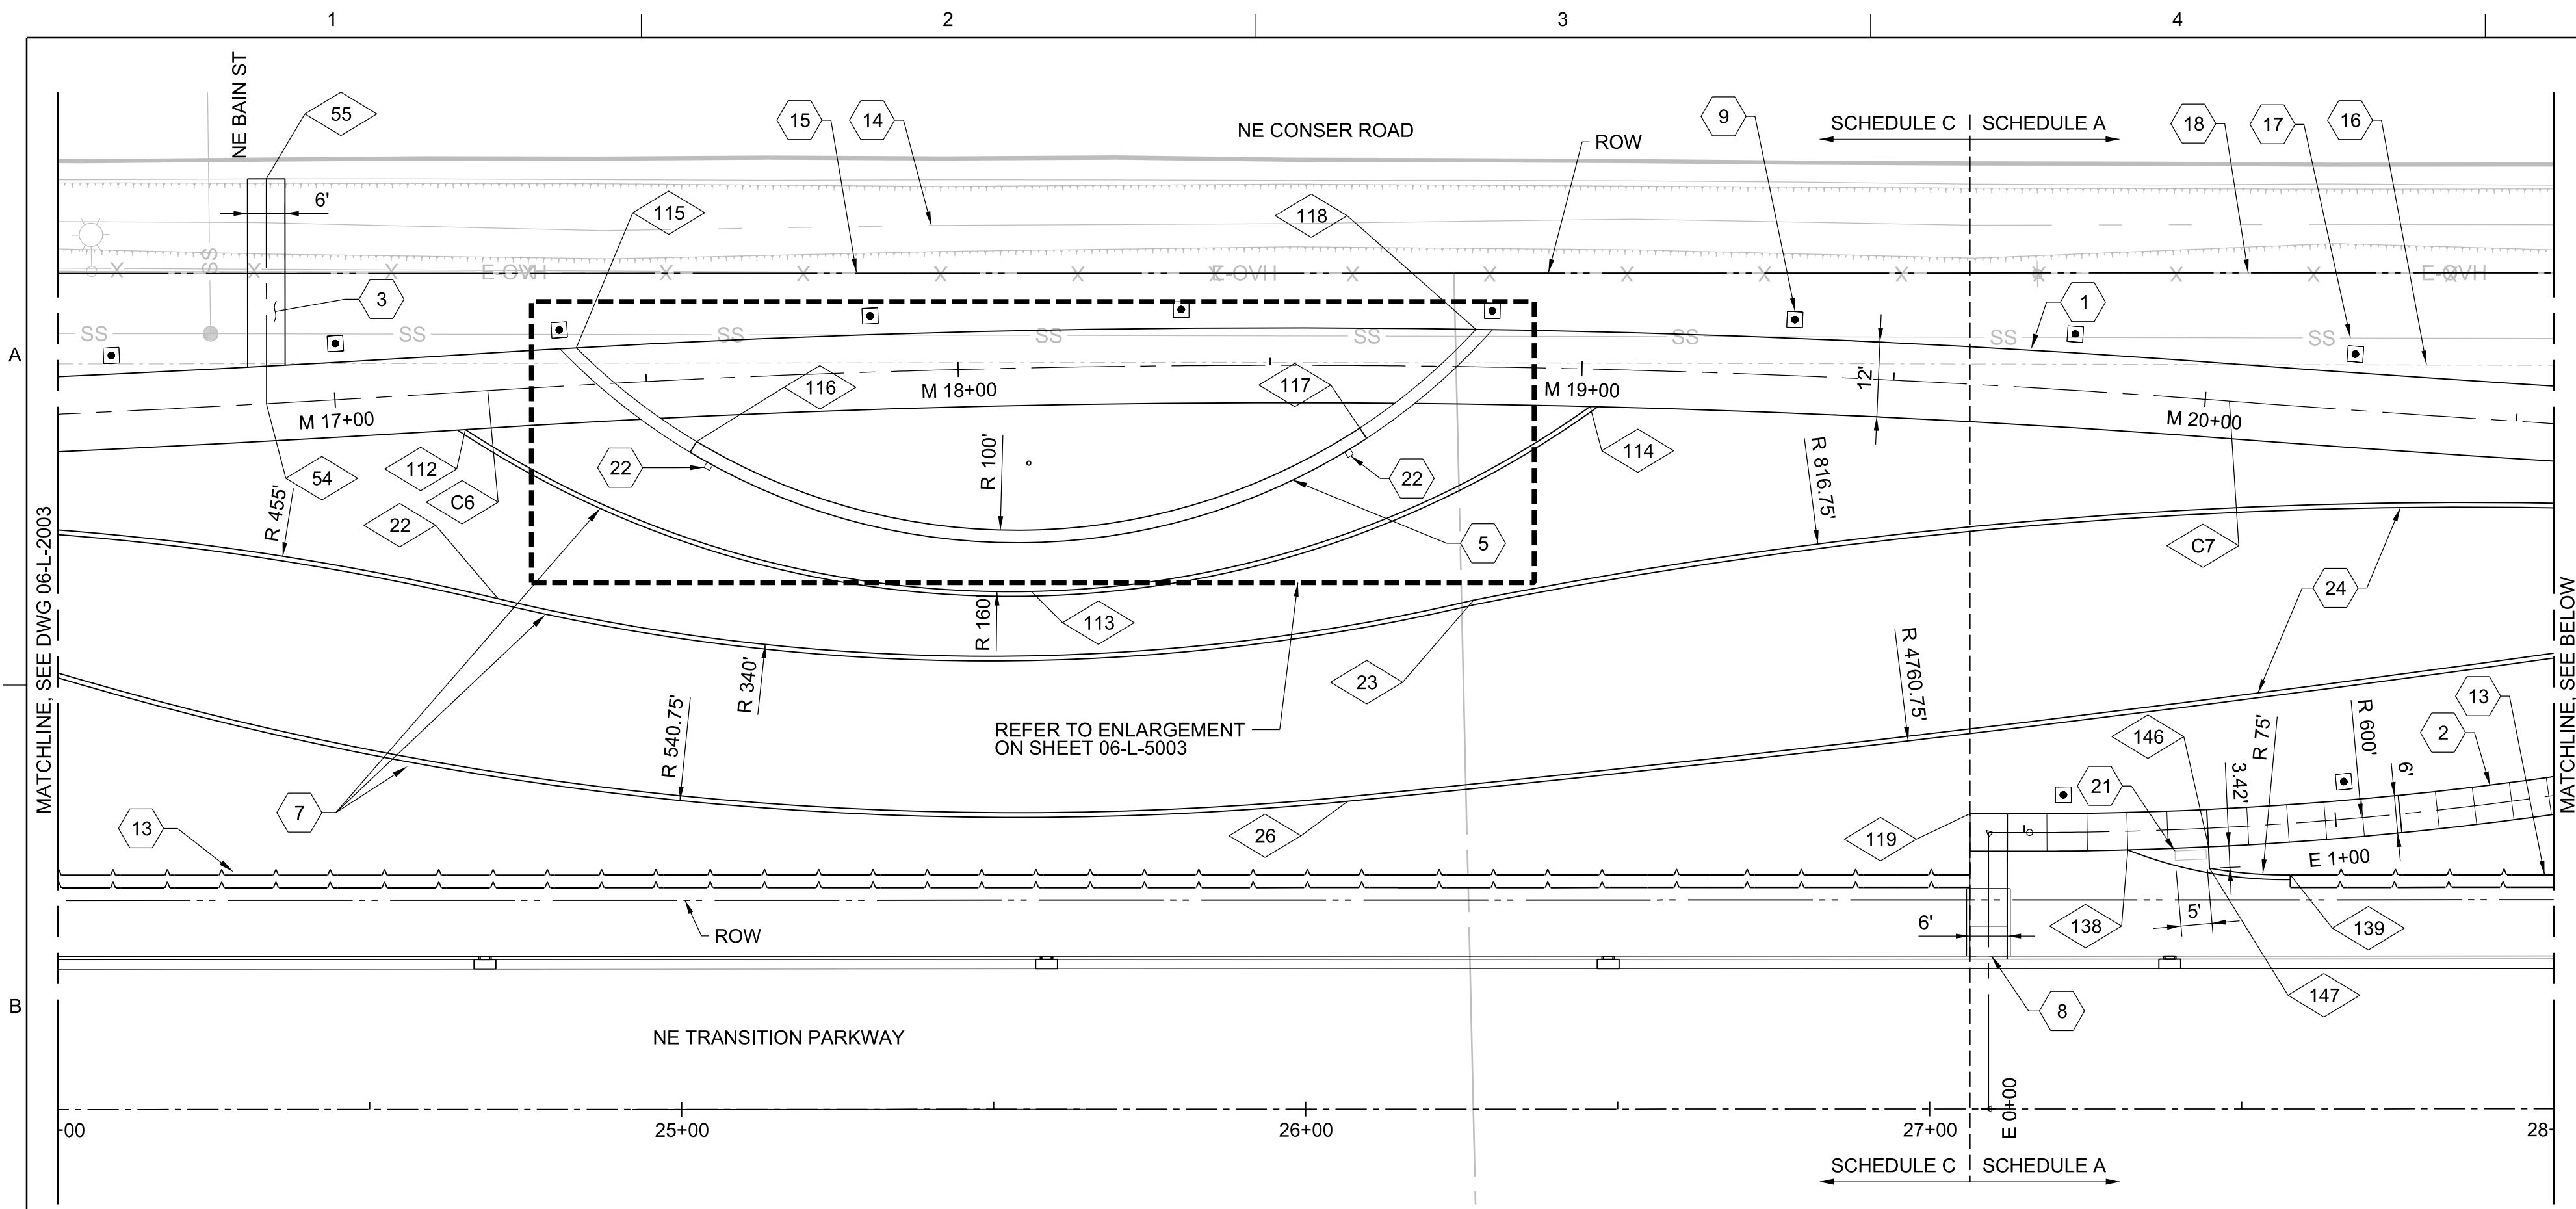 1
2
3
4
NE BAIN ST
55
15
14
NE CONSER ROAD
ROW
9
SCHEDULE C
SCHEDULE A
18
17
16
6'
115
118
SS
X X X X X X X X X X X X X X X X X X
E-OVH
E-OVH
E-OVH
3
1
SS SS SS SS SS SS SS SS
A
M 17+00
116
M 18+00
117
M 19+00
12'
M 20+00
112
54
C6
22
R 100'
22
114
R 816.75'
R 455'
22
5
C7
MATCHLINE, SEE DWG 06-L-2003
24
R 160'
113
R 340'
23
R 4760.75'
MATCHLINE, SEE BELOW
R 540.75'
REFER TO ENLARGEMENT
ON SHEET 06-L-5003
146
R 75'
R 600'
2
13
7
21
3.42'
6'
13
26
119
E 1+00
ROW
6'
138
5'
139
147
B
8
NE TRANSITION PARKWAY
E 0+00
+00
25+00
26+00
27+00
28
SCHEDULE C
SCHEDULE A